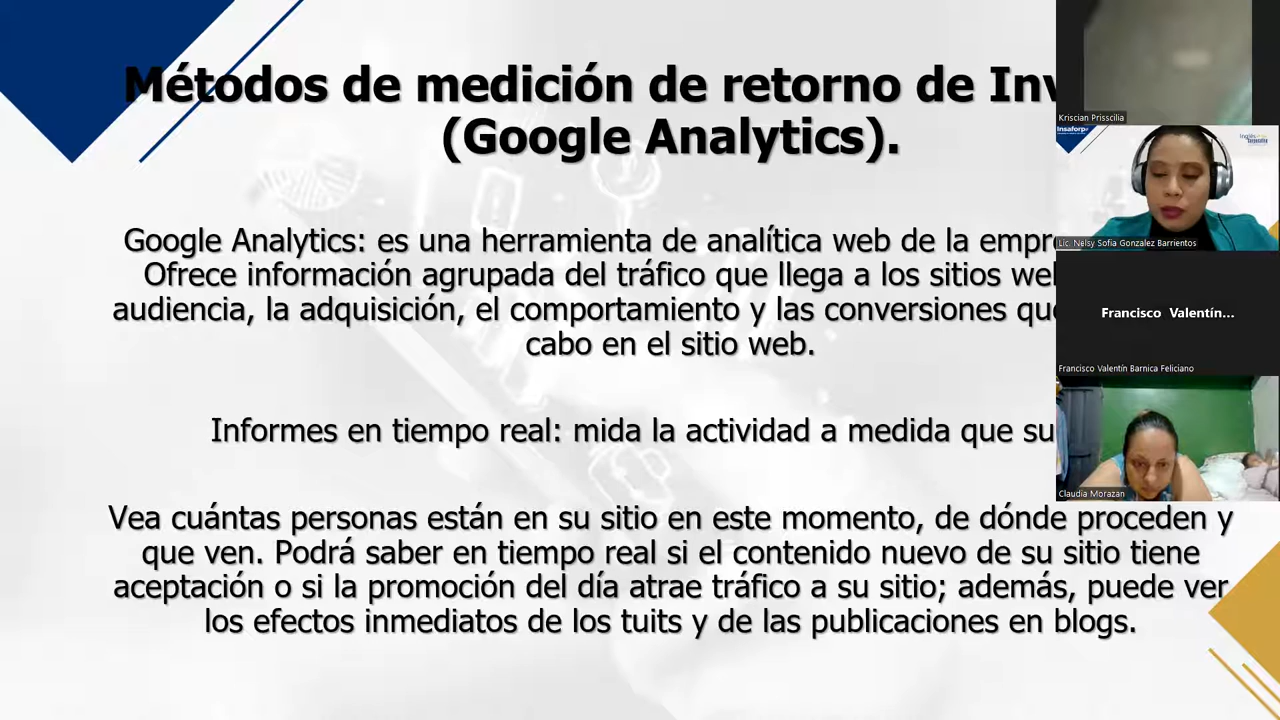 Métodos de medición de retorno de Inv
(Google Analytics).
Google Analytics: es una herramienta de analítica web de la empre
Ofrece información agrupada del tráfico que llega a los sitios web
audiencia, la adquisición, el comportamiento y las conversiones que
cabo en el sitio web.
Informes en tiempo real: mida la actividad a medida que su
Vea cuántas personas están en su sitio en este momento, de dónde proceden y
que ven. Podrá saber en tiempo real si el contenido nuevo de su sitio tiene
aceptación o si la promoción del día atrae tráfico a su sitio; además, puede ver
los efectos inmediatos de los tuits y de las publicaciones en blogs.
Kriscian Prisscilia
Insaforp
Lic. Nelsy Sofia Gonzalez Barrientos
Francisco Valentín...
Francisco Valentín Barnica Feliciano
Claudia Morazan